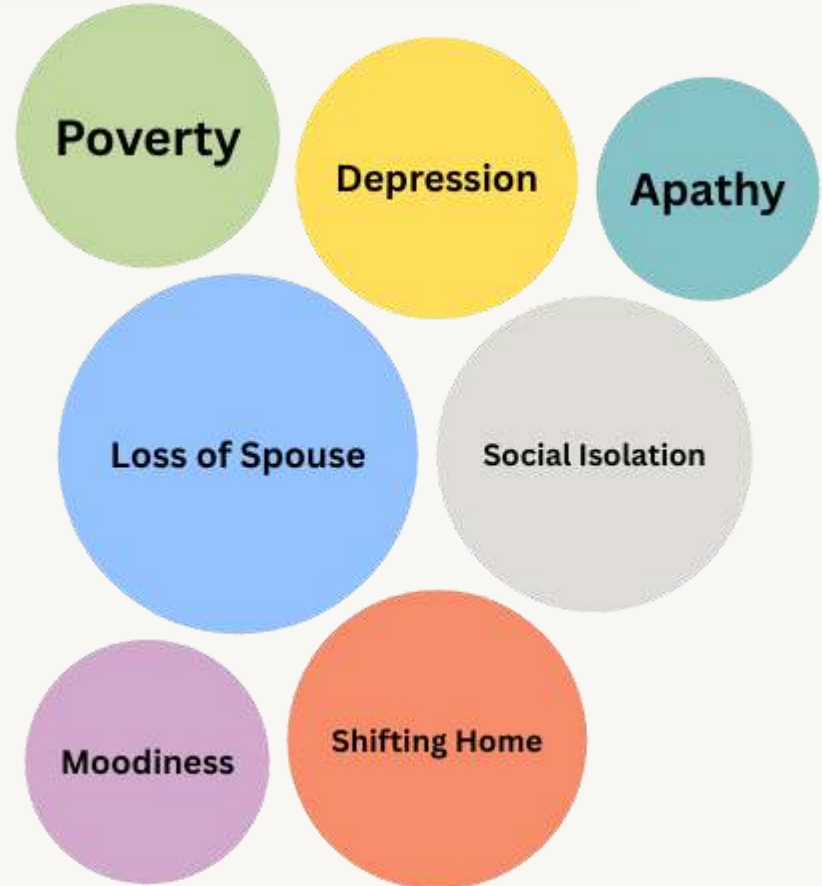 Poverty
Depression
Apathy
Loss of Spouse
Social Isolation
Moodiness
Shifting Home